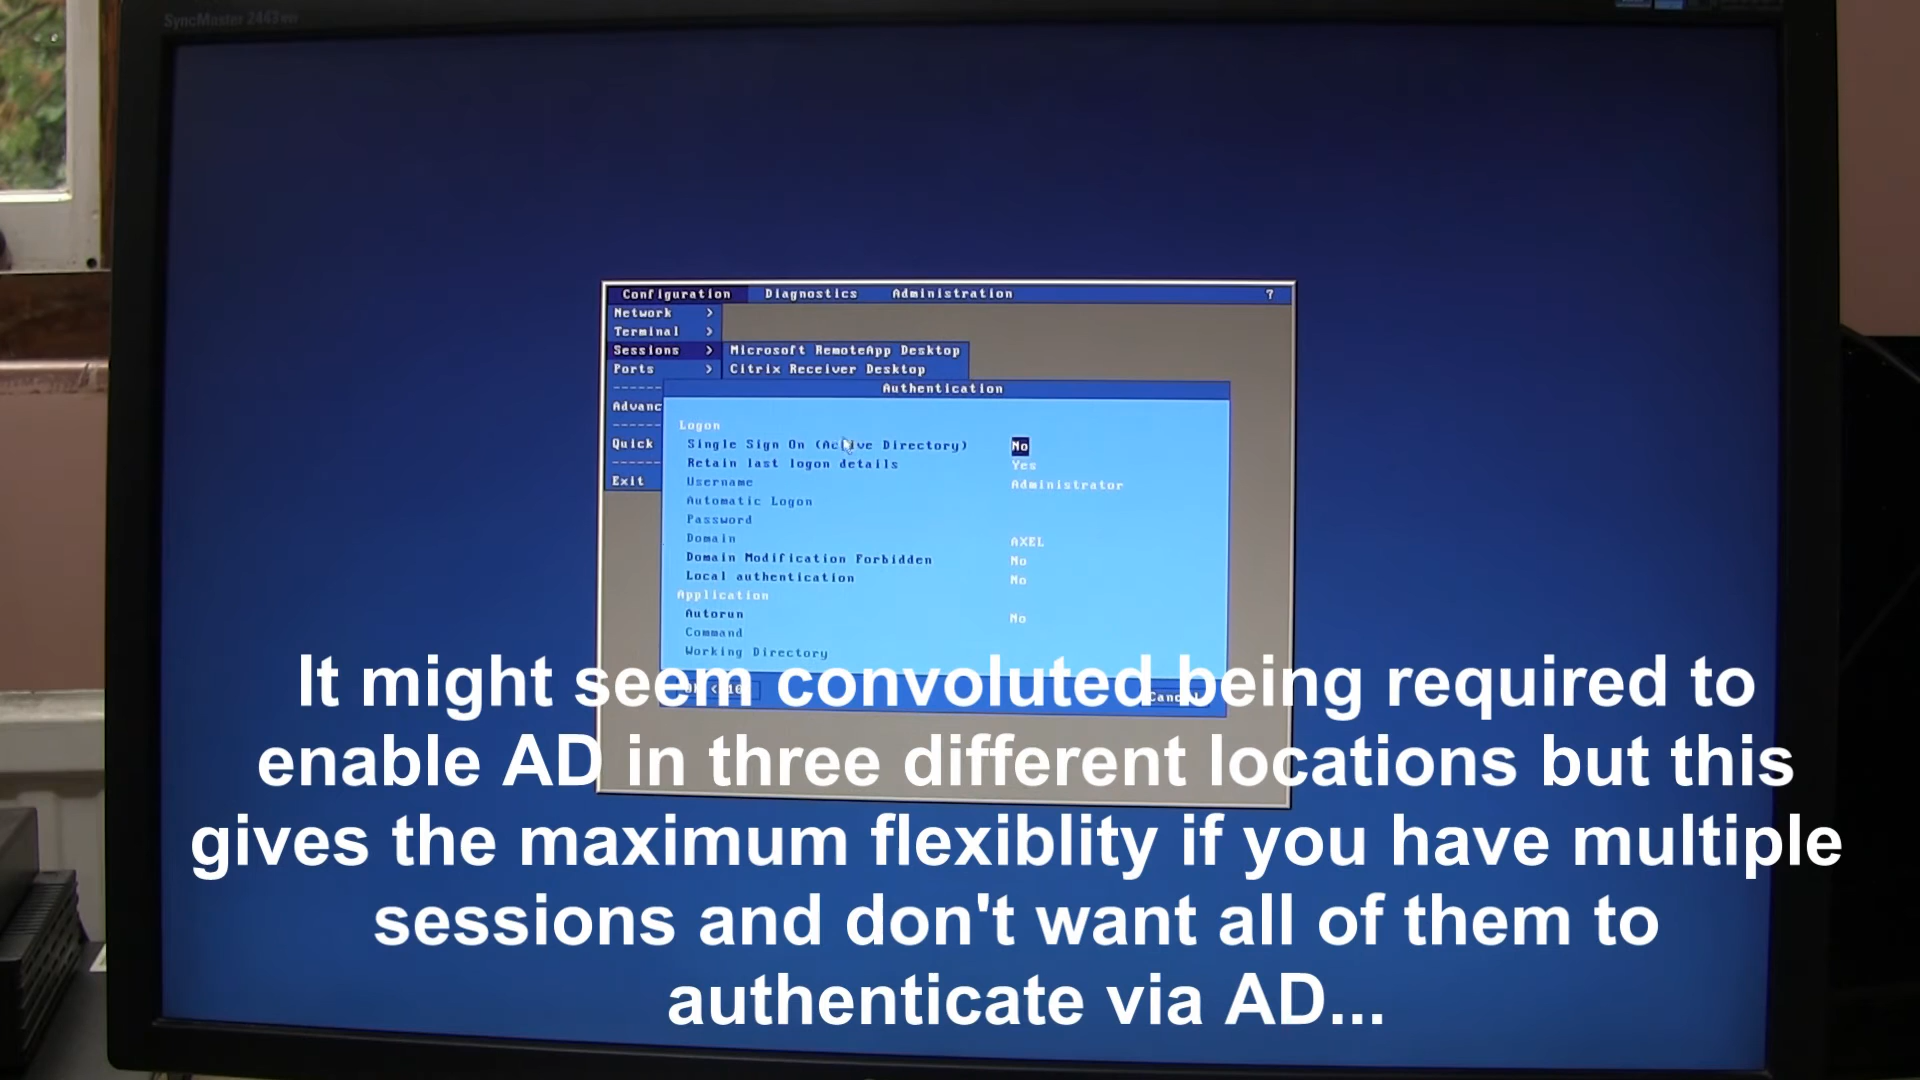 SyncMaster 2443
Configuration Diagnostics Administration ?
Network >
Terminal >
Sessions > Microsoft RemoteApp Desktop
Ports > Citrix Receiver Desktop
Authentication
Advanc
Logon
Quick
Single Sign On (Active Directory) No
Retain last logon details Yes
Exit
Username Administrator
Automatic Logon
Password
Domain AXEL
Domain Modification Forbidden No
Local authentication No
Application
Autorun No
Command
Working Directory
It might seem convoluted being required to
enable AD in three different locations but this
gives the maximum flexiblity if you have multiple
sessions and don't want all of them to
authenticate via AD...